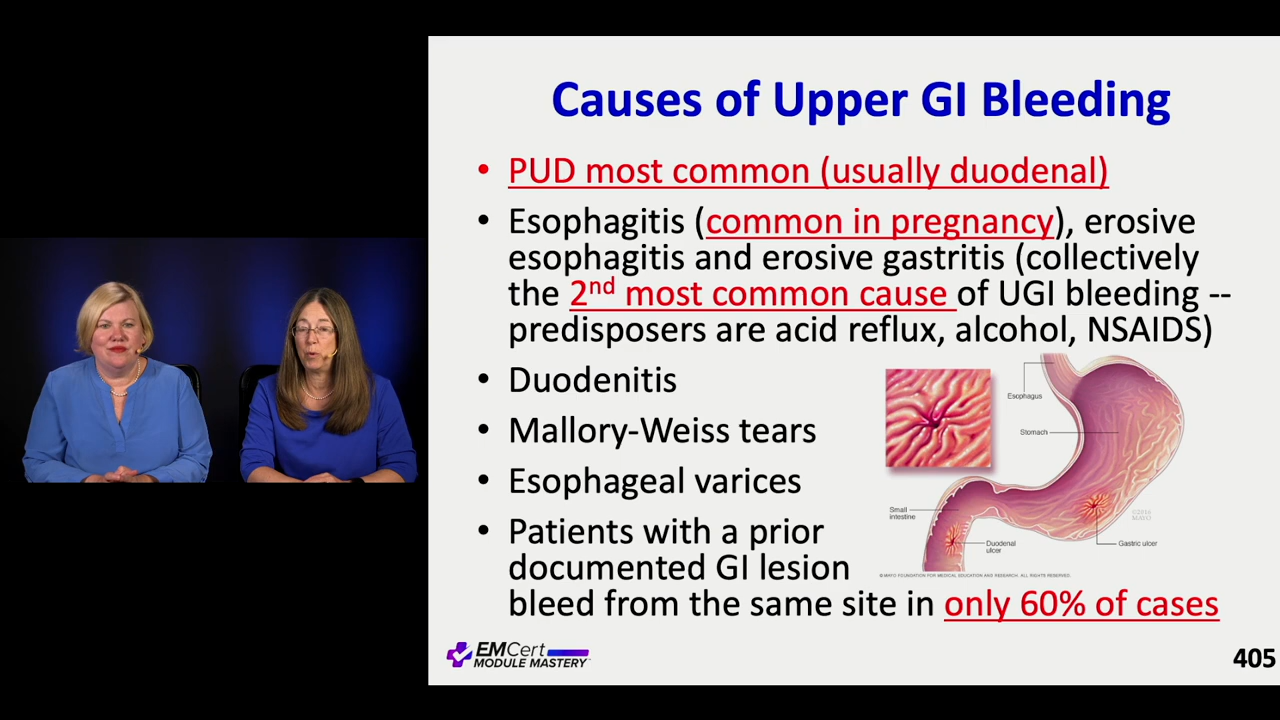 Causes of Upper GI Bleeding
• PUD most common (usually duodenal)
• Esophagitis (common in pregnancy), erosive
esophagitis and erosive gastritis (collectively
the 2nd most common cause of UGI bleeding --
predisposers are acid reflux, alcohol, NSAIDS)
• Duodenitis
• Mallory-Weiss tears
• Esophageal varices
• Patients with a prior
documented GI lesion
bleed from the same site in only 60% of cases
Esophagus
Stomach
Small
intestine
Duodenal
ulcer
Gastric ulcer
©2016
MAYO
© MAYO FOUNDATION FOR MEDICAL EDUCATION AND RESEARCH. ALL RIGHTS RESERVED.
EMCert
MODULE MASTERY
405